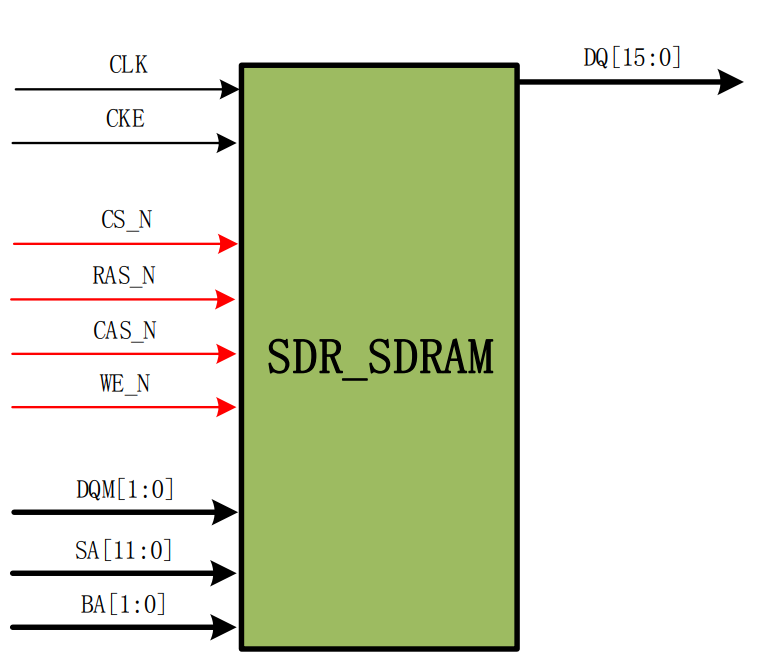 CLK
DQ[15:0]
CKE
CS_N
RAS_N
CAS_N
SDR_SDRAM
WE_N
DQM[1:0]
SA[11:0]
BA[1:0]